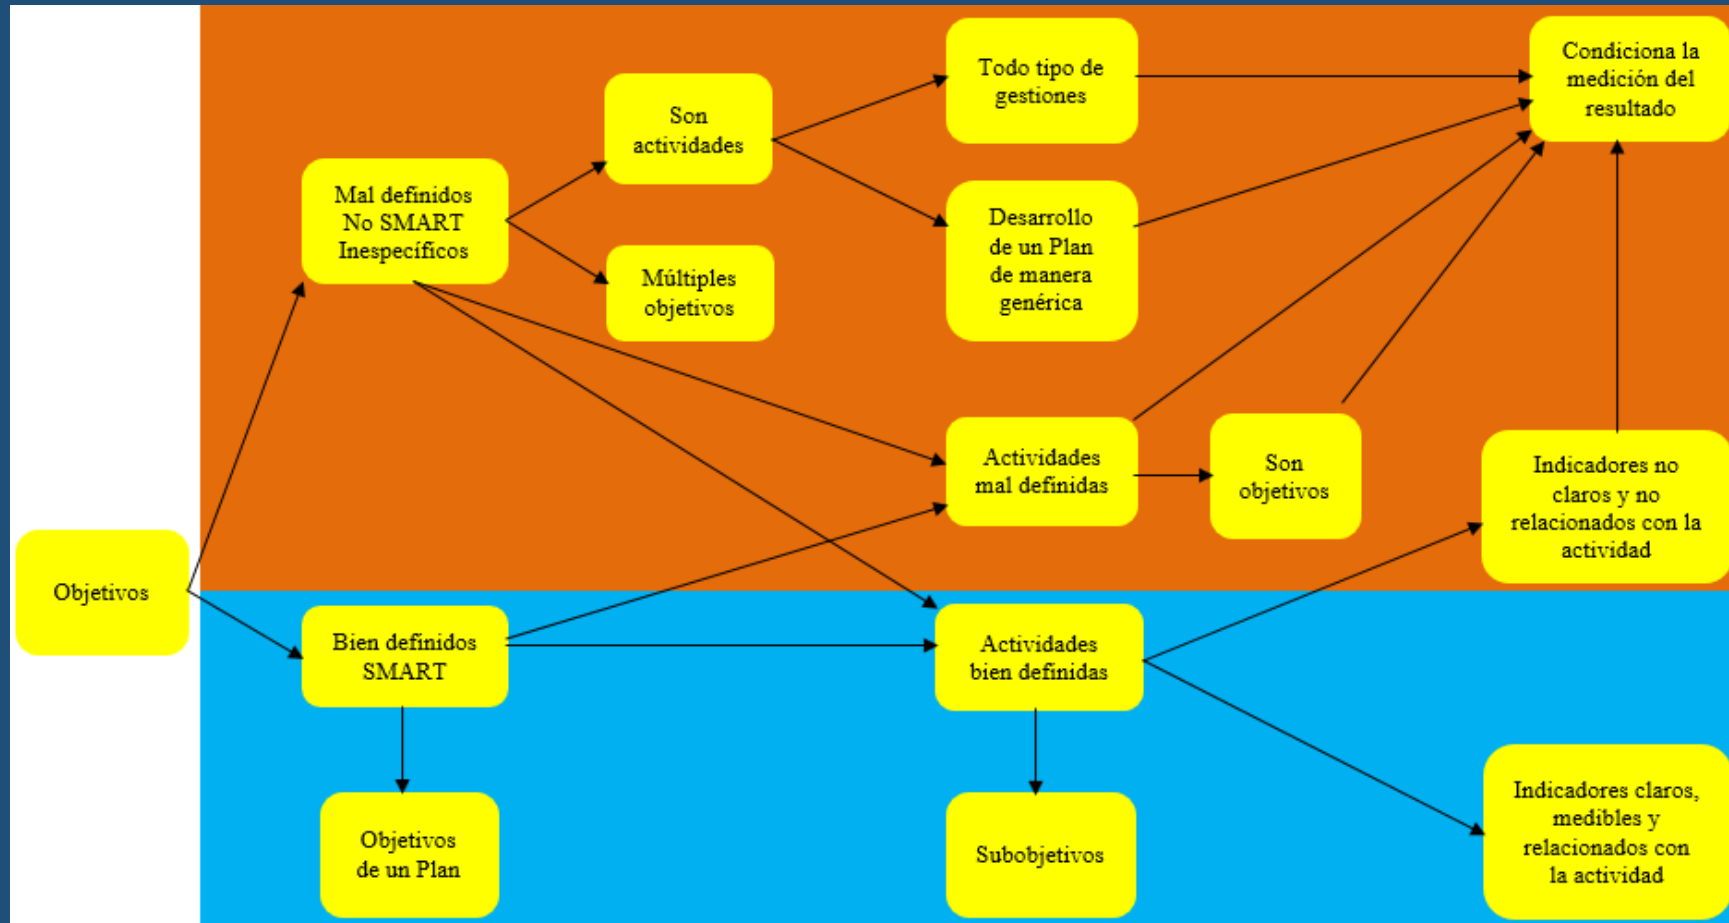 Todo tipo de
gestiones
Condiciona la
medición del
resultado
Son
actividades
Mal definidos
No SMART
Inespecíficos
Desarrollo
de un Plan
de manera
genérica
Múltiples
objetivos
Actividades
mal definidas
Son
objetivos
Indicadores no
claros y no
relacionados con la
actividad
Objetivos
Bien definidos
SMART
Actividades
bien definidas
Objetivos
de un Plan
Subobjetivos
Indicadores claros,
medibles y
relacionados con
la actividad